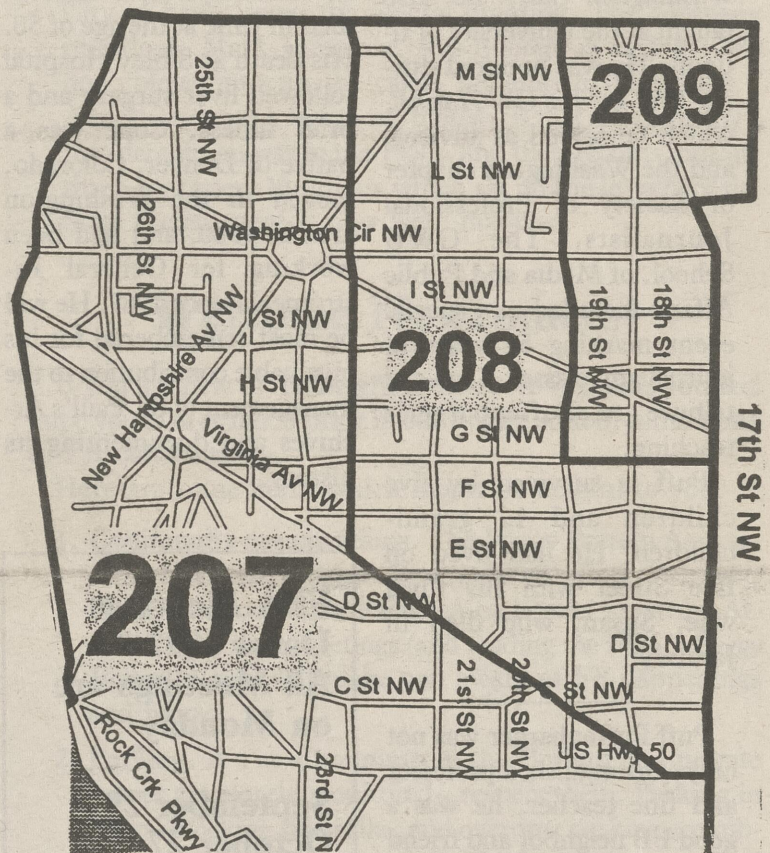 M St NW
209
25th St NW
L St NW
26th St NW
Washington Cir NW
I St NW
19th St NW
18th St NW
I St NW
208
New Hampshire Av NW
H St NW
17th St NW
G St NW
Virginia Av NW
F St NW
E St NW
207
D St NW
D St NW
C St NW
21st St NW
20th St NW
C St NW
US Hwy 50
Rock Crk Pkwy
23rd St N